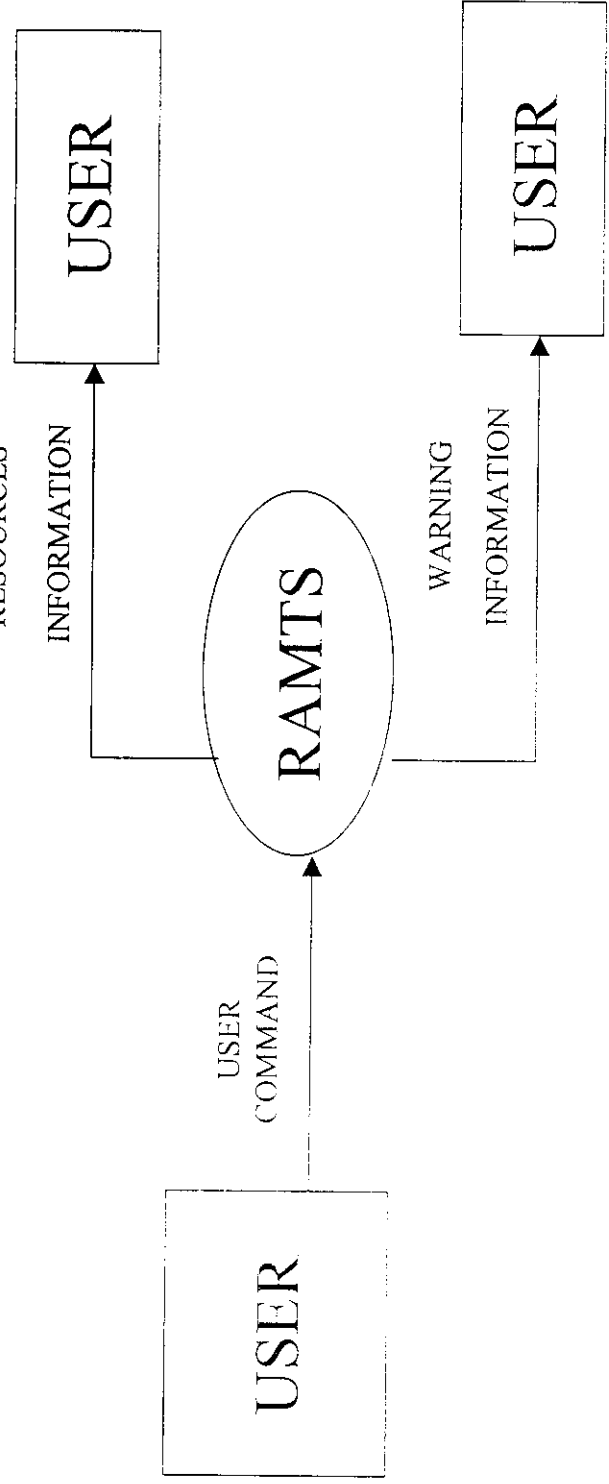 USER
USER
COMMAND
RAMTS
RESOURCES
INFORMATION
USER
WARNING
INFORMATION
USER